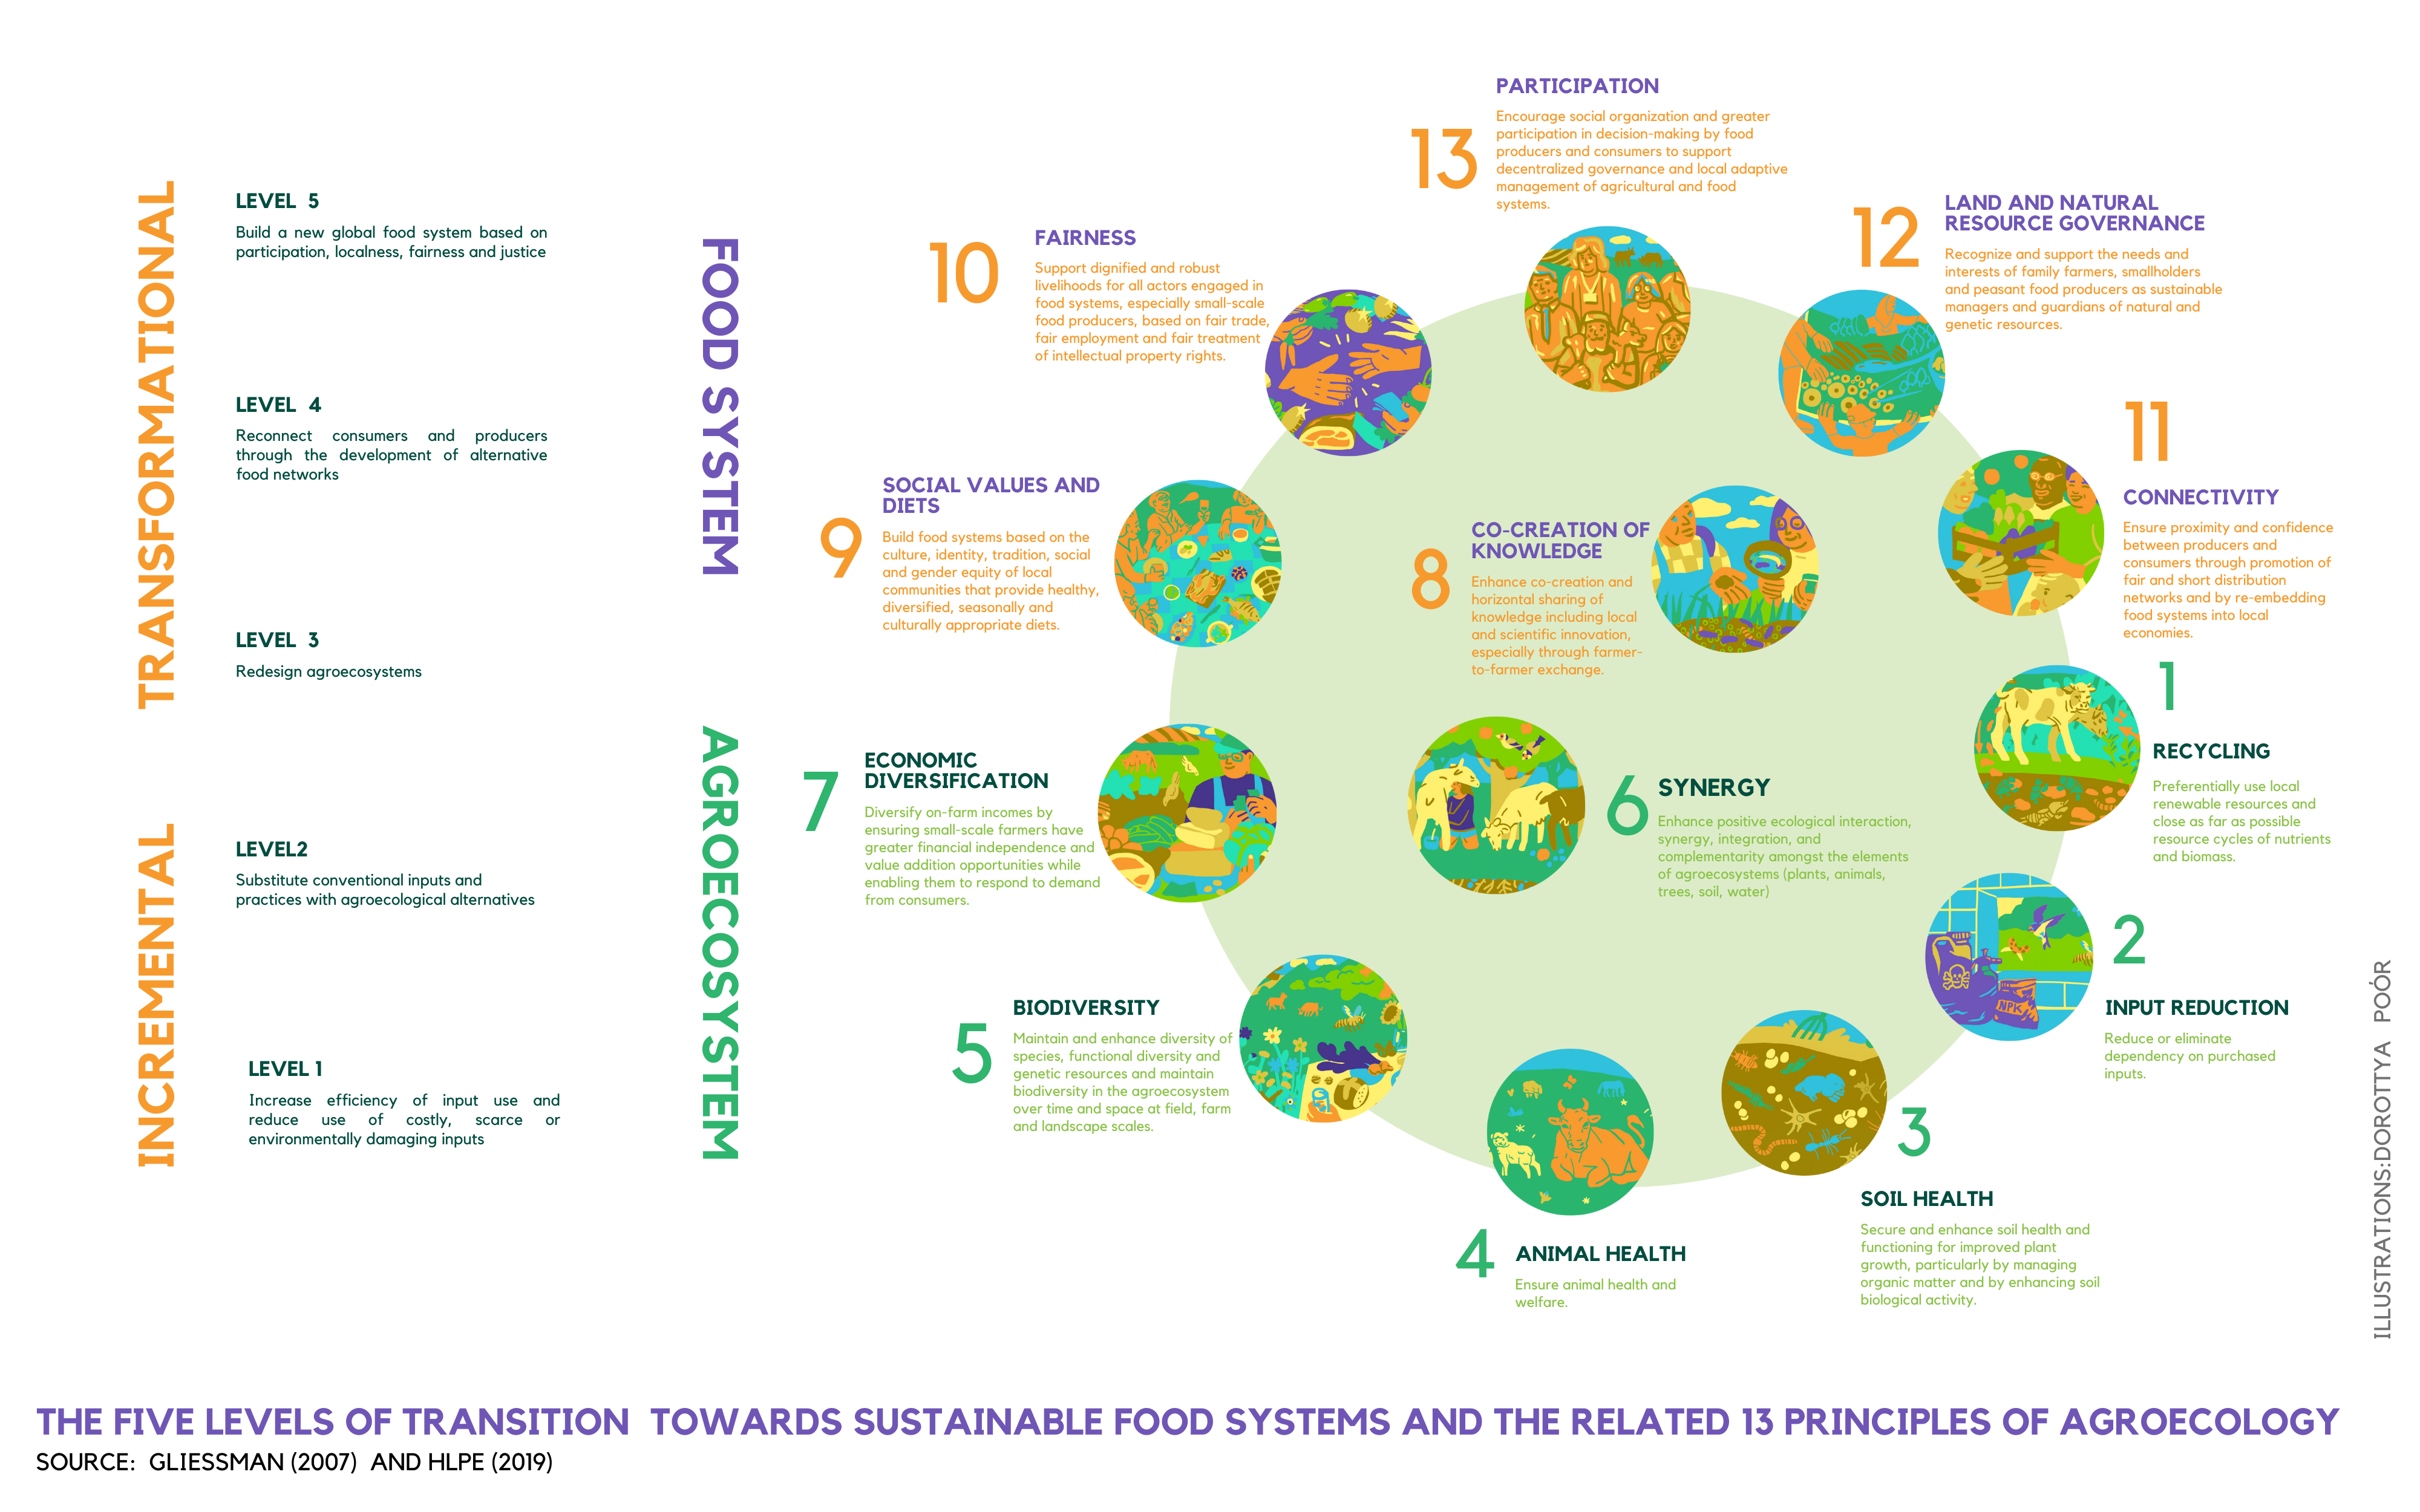 TRANSFORMATIONAL
LEVEL 5
Build a new global food system based on
participation, localness, fairness and justice
LEVEL 4
Reconnect consumers and producers
through the development of alternative
food networks
LEVEL 3
Redesign agroecosystems
INCREMENTAL
LEVEL2
Substitute conventional inputs and
practices with agroecological alternatives
LEVEL 1
Increase efficiency of input use and
reduce use of costly, scarce or
environmentally damaging inputs
FOOD SYSTEM
AGROECOSYSTEM
13
PARTICIPATION
Encourage social organization and greater
participation in decision-making by food
producers and consumers to support
decentralized governance and local adaptive
management of agricultural and food
systems.
12
LAND AND NATURAL
RESOURCE GOVERNANCE
Recognize and support the needs and
interests of family farmers, smallholders
and peasant food producers as sustainable
managers and guardians of natural and
genetic resources.
10
FAIRNESS
Support dignified and robust
livelihoods for all actors engaged in
food systems, especially small-scale
food producers, based on fair trade,
fair employment and fair treatment
of intellectual property rights.
11
CONNECTIVITY
Ensure proximity and confidence
between producers and
consumers through promotion of
fair and short distribution
networks and by re-embedding
food systems into local
economies.
9
SOCIAL VALUES AND
DIETS
Build food systems based on the
culture, identity, tradition, social
and gender equity of local
communities that provide healthy,
diversified, seasonally and
culturally appropriate diets.
8
CO-CREATION OF
KNOWLEDGE
Enhance co-creation and
horizontal sharing of
knowledge including local
and scientific innovation,
especially through farmer-
to-farmer exchange.
1
RECYCLING
Preferentially use local
renewable resources and
close as far as possible
resource cycles of nutrients
and biomass.
7
ECONOMIC
DIVERSIFICATION
Diversify on-farm incomes by
ensuring small-scale farmers have
greater financial independence and
value addition opportunities while
enabling them to respond to demand
from consumers.
6
SYNERGY
Enhance positive ecological interaction,
synergy, integration, and
complementarity amongst the elements
of agroecosystems (plants, animals,
trees, soil, water)
2
INPUT REDUCTION
Reduce or eliminate
dependency on purchased
inputs.
NPK
5
BIODIVERSITY
Maintain and enhance diversity of
species, functional diversity and
genetic resources and maintain
biodiversity in the agroecosystem
over time and space at field, farm
and landscape scales.
3
SOIL HEALTH
Secure and enhance soil health and
functioning for improved plant
growth, particularly by managing
organic matter and by enhancing soil
biological activity.
4
ANIMAL HEALTH
Ensure animal health and
welfare.
ILLUSTRATIONS:DOROTTYA POÓR
THE FIVE LEVELS OF TRANSITION TOWARDS SUSTAINABLE FOOD SYSTEMS AND THE RELATED 13 PRINCIPLES OF AGROECOLOGY
SOURCE: GLIESSMAN (2007) AND HLPE (2019)